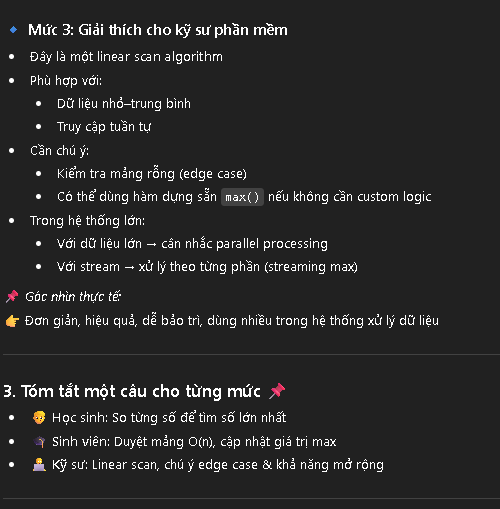 Mức 3: Giải thích cho kỹ sư phần mềm
Đây là một linear scan algorithm
Phù hợp với:
Dữ liệu nhỏ–trung bình
Truy cập tuần tự
Cần chú ý:
Kiểm tra mảng rỗng (edge case)
Có thể dùng hàm dựng sẵn max() nếu không cần custom logic
Trong hệ thống lớn:
Với dữ liệu lớn → cân nhắc parallel processing
Với stream → xử lý theo từng phần (streaming max)
📌 Góc nhìn thực tế:
👉 Đơn giản, hiệu quả, dễ bảo trì, dùng nhiều trong hệ thống xử lý dữ liệu
3. Tóm tắt một câu cho từng mức 📌
Học sinh: So từng số để tìm số lớn nhất
Sinh viên: Duyệt mảng O(n), cập nhật giá trị max
Kỹ sư: Linear scan, chú ý edge case & khả năng mở rộng